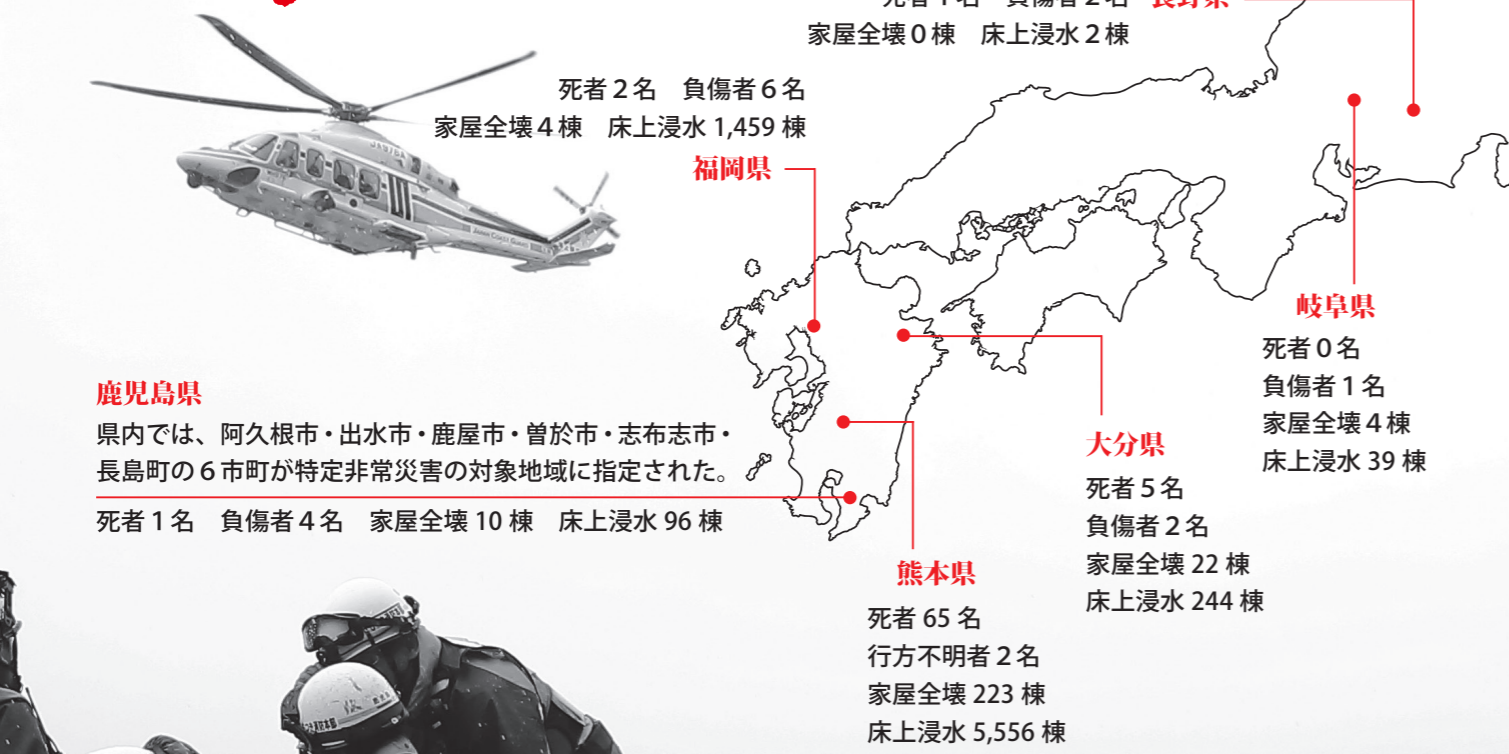 家屋全壊０棟　床上浸水２棟
死者２名　負傷者６名
家屋全壊４棟　床上浸水 1,459 棟
福岡県
JA976A
JAPAN COAST GUARD
岐阜県
死者０名
負傷者１名
家屋全壊４棟
床上浸水 39 棟
鹿児島県
県内では、阿久根市・出水市・鹿屋市・曽於市・志布志市・
長島町の６市町が特定非常災害の対象地域に指定された。
死者１名　負傷者４名　家屋全壊 10 棟　床上浸水 96 棟
大分県
死者５名
負傷者２名
家屋全壊 22 棟
床上浸水 244 棟
熊本県
死者 65 名
行方不明者２名
家屋全壊 223 棟
床上浸水 5,556 棟